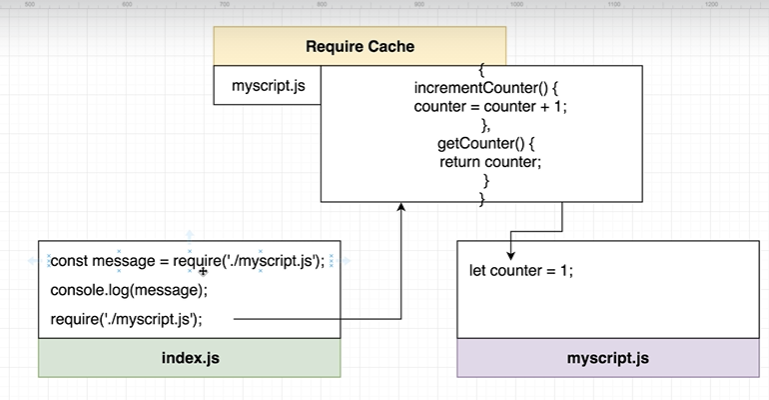 500 600 700 800 900 1000 1100 1200
Require Cache
myscript.js
{
incrementCounter() {
counter = counter + 1;
},
getCounter() {
return counter;
}
}
const message = require('./myscript.js');
console.log(message);
require('./myscript.js');
index.js
let counter = 1;
myscript.js